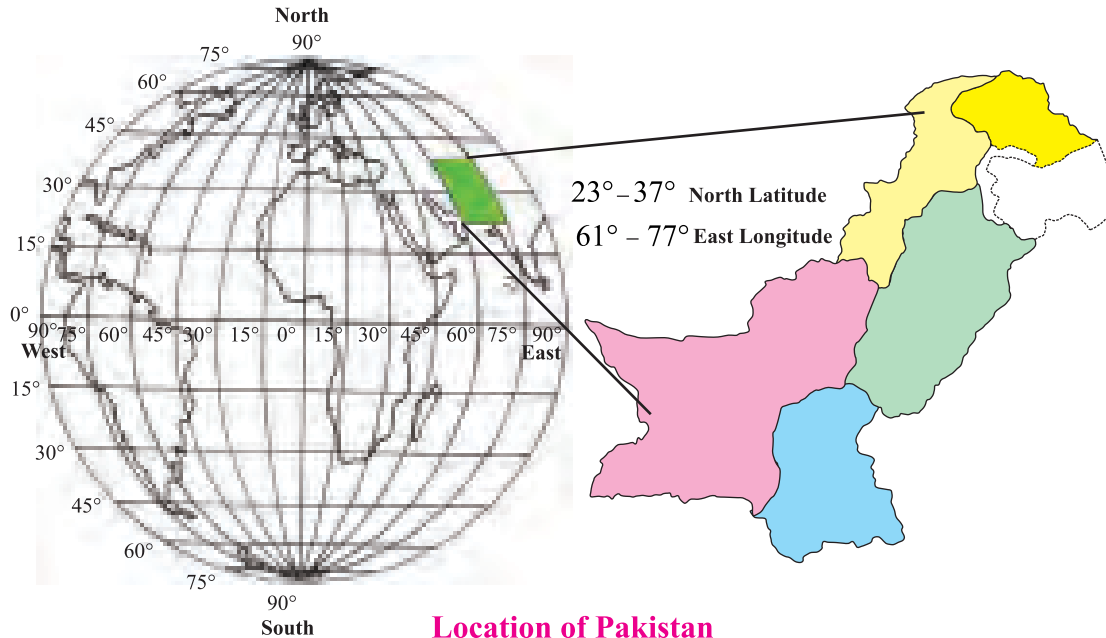 North
90°
75°
60°
45°
30°
15°
0°
90° 75° 60° 45° 30° 15° 0° 15° 30° 45° 60° 75° 90°
West
East
15°
30°
45°
60°
75°
90°
South
23° – 37° North Latitude
61° – 77° East Longitude
Location of Pakistan